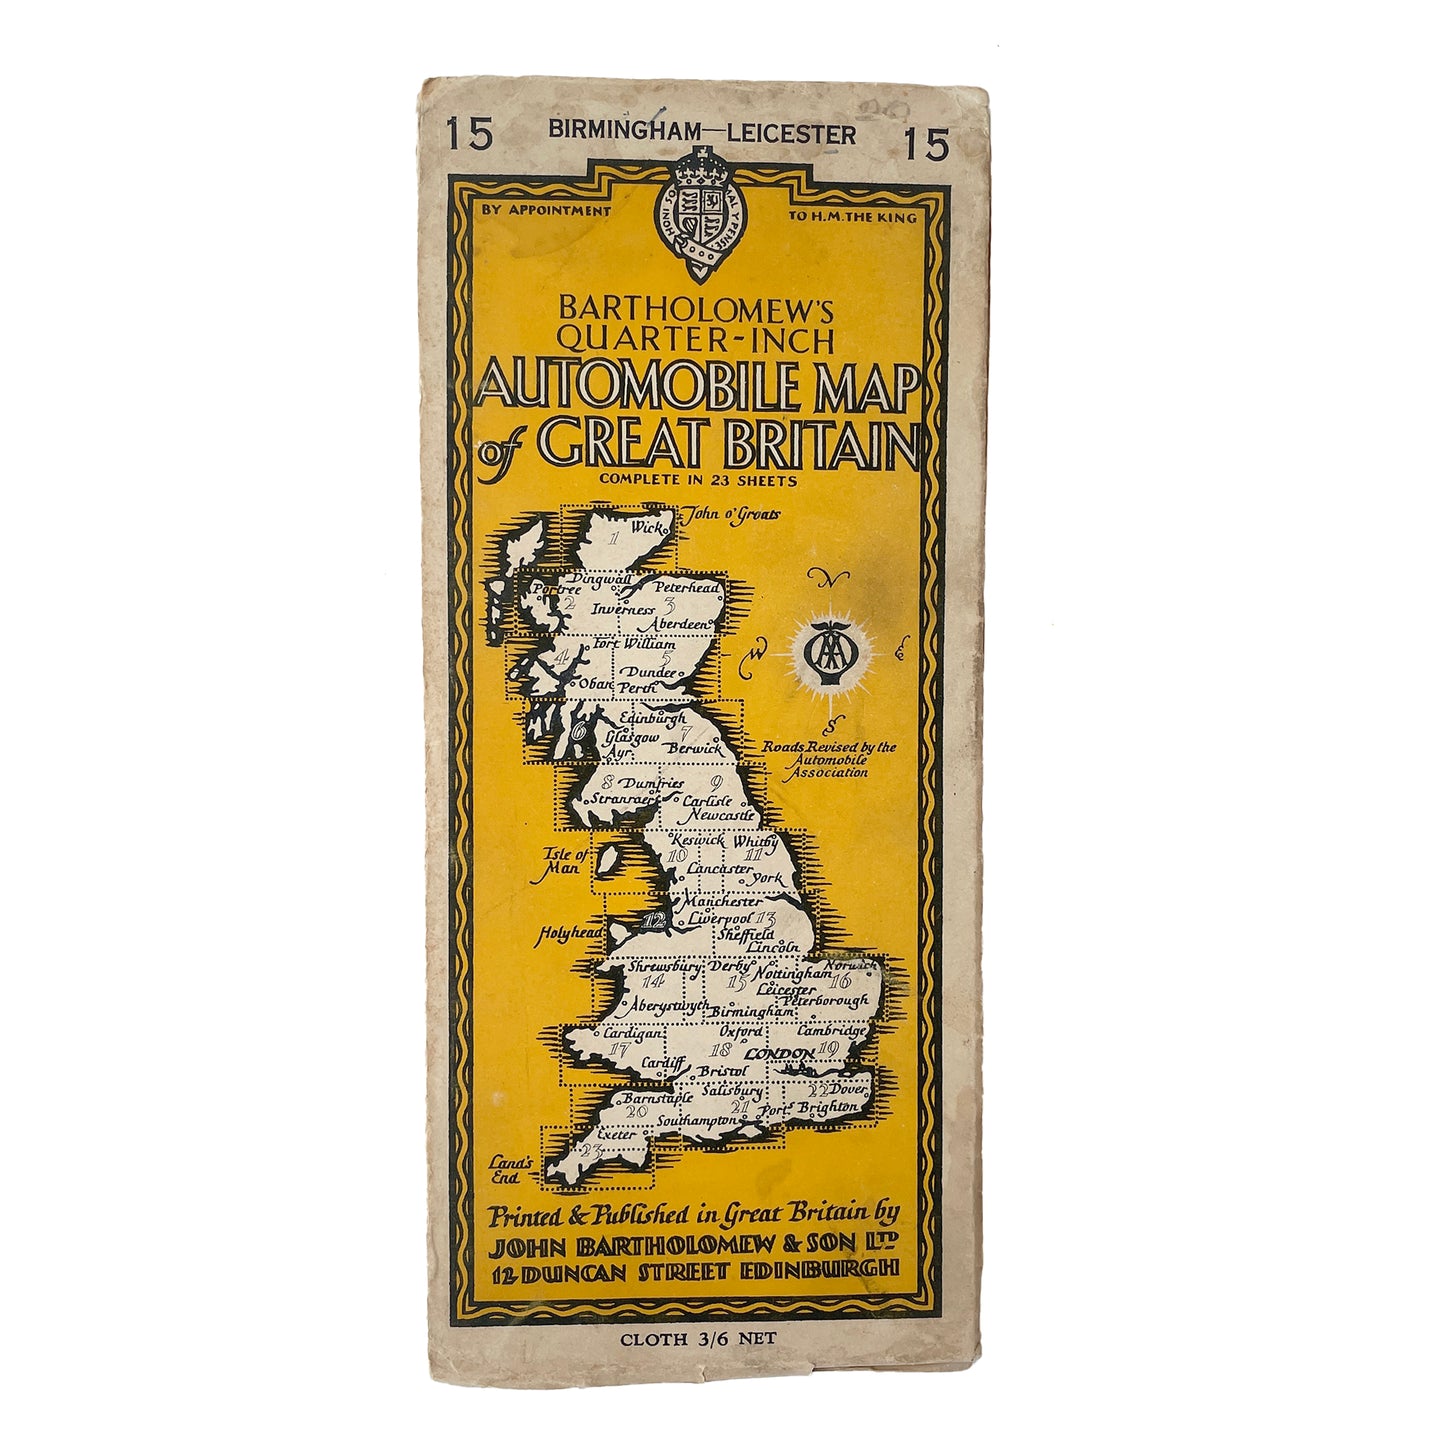 15 BIRMINGHAM—LEICESTER 15
BY APPOINTMENT TO H.M. THE KING
HONI SO MAL Y PENSE
BARTHOLOMEW'S
QUARTER-INCH
AUTOMOBILE MAP
of GREAT BRITAIN
COMPLETE IN 23 SHEETS
John o' Groats
Wick
1
Dingwall
Portree
Peterhead
2
3
Inverness
Aberdeen
N
Fort William
4
5
W
AA
E
Dundee
Oban
Perth
S
Edinburgh
6
Glasgow
7
Ayr
Berwick
Roads Revised by the
Automobile
Association
8
Dumfries
9
Stranraer
Carlisle
Newcastle
Keswick
Whitby
Isle of
Man
10
11
Lancaster
York
Manchester
12
Liverpool
13
Holyhead
Sheffield
Lincoln
Shrewsbury
Derby
Norwich
Nottingham
14
15
16
Leicester
Peterborough
Aberystwyth
Birmingham
Cardigan
Oxford
Cambridge
17
18
LONDON
19
Cardiff
Bristol
Barnstaple
Salisbury
22
Dover
20
21
Ports
Brighton
Southampton
Exeter
23
Land's
End
Printed & Published in Great Britain by
JOHN BARTHOLOMEW & SON LTD
12 DUNCAN STREET EDINBURGH
CLOTH 3/6 NET